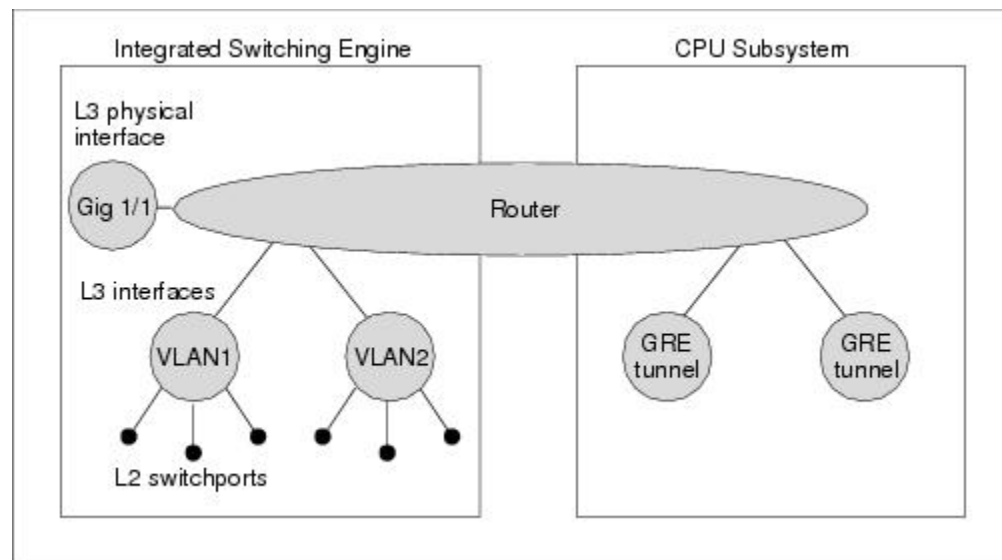 Integrated Switching Engine
CPU Subsystem
L3 physical
interface
Gig 1/1
Router
L3 interfaces
VLAN1
VLAN2
GRE
tunnel
GRE
tunnel
L2 switchports